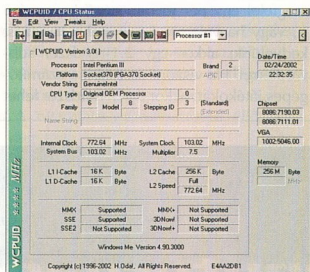 WCPUID / CPU Status
File Edit View Tweaks Help
Processor #1
[ WCPUID Version 3.0f ]
Processor Intel Pentium III Brand 2
Platform Socket370 (PGA370 Socket) APIC
Vendor String GenuineIntel
CPU Type Original OEM Processor 0
Family 6 Model 8 Stepping ID 3 (Standard)
(Extended)
Name String
Internal Clock 772.64 MHz System Clock 103.02 MHz
System Bus 103.02 MHz Multiplier 7.5
L1 I-Cache 16 K Byte L2 Cache 256 K Byte
L1 D-Cache 16 K Byte L2 Speed Full
772.64 MHz
MMX Supported MMX+ Not Supported
SSE Supported 3DNow! Not Supported
SSE2 Not Supported 3DNow!+ Not Supported
Windows Me Version 4.90.3000
Copyright (c) 1996-2002 H.Oda!, All Rights Reserved. E4AA2DB1
Date/Time
02/24/2002
22:32:35
Chipset
8086:7190.03
8086:7111.01
VGA
1002:5046.00
Memory
256 M Byte
MHz
WCPUID **** MHz